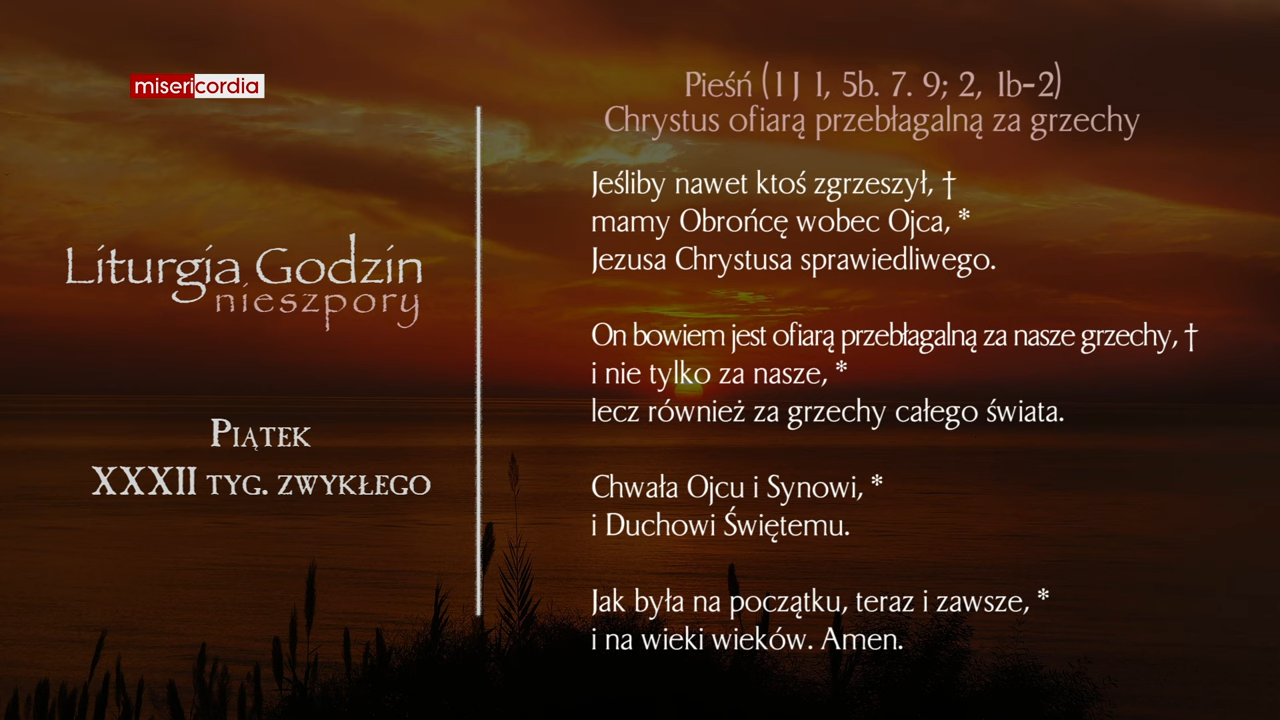 misericordia
Liturgia Godzin
nieszpory
Piątek
XXXII tyg. zwykłego
Pieśń (1 J 1, 5b. 7. 9; 2, 1b-2)
Chrystus ofiarą przebłagalną za grzechy
Jeśliby nawet ktoś zgrzeszył, †
mamy Obrońcę wobec Ojca, *
Jezusa Chrystusa sprawiedliwego.
On bowiem jest ofiarą przebłagalną za nasze grzechy, †
i nie tylko za nasze, *
lecz również za grzechy całego świata.
Chwała Ojcu i Synowi, *
i Duchowi Świętemu.
Jak była na początku, teraz i zawsze, *
i na wieki wieków. Amen.